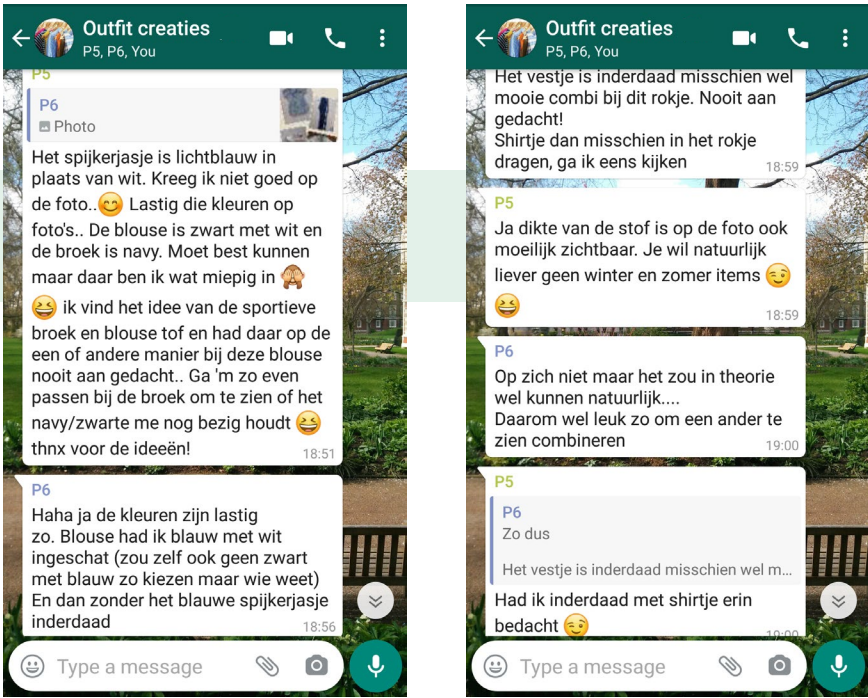 Outfit creaties
P5, P6, You
P5
P6
Photo
Het spijkerjasje is lichtblauw in
plaats van wit. Kreeg ik niet goed op
de foto..😊 Lastig die kleuren op
foto's.. De blouse is zwart met wit en
de broek is navy. Moet best kunnen
maar daar ben ik wat miepig in 🙈
😆 ik vind het idee van de sportieve
broek en blouse tof en had daar op de
een of andere manier bij deze blouse
nooit aan gedacht.. Ga 'm zo even
passen bij de broek om te zien of het
navy/zwarte me nog bezig houdt 😆
thnx voor de ideeën!
18:51
P6
Haha ja de kleuren zijn lastig
zo. Blouse had ik blauw met wit
ingeschat (zou zelf ook geen zwart
met blauw zo kiezen maar wie weet)
En dan zonder het blauwe spijkerjasje
inderdaad
18:56
Type a message
Outfit creaties
P5, P6, You
Het vestje is inderdaad misschien wel
mooie combi bij dit rokje. Nooit aan
gedacht!
Shirtje dan misschien in het rokje
dragen, ga ik eens kijken
18:59
P5
Ja dikte van de stof is op de foto ook
moeilijk zichtbaar. Je wil natuurlijk
liever geen winter en zomer items 😉
😆
18:59
P6
Op zich niet maar het zou in theorie
wel kunnen natuurlijk....
Daarom wel leuk zo om een ander te
zien combineren
19:00
P5
P6
Zo dus
Het vestje is inderdaad misschien wel m...
Had ik inderdaad met shirtje erin
bedacht 😉
19:00
Type a message